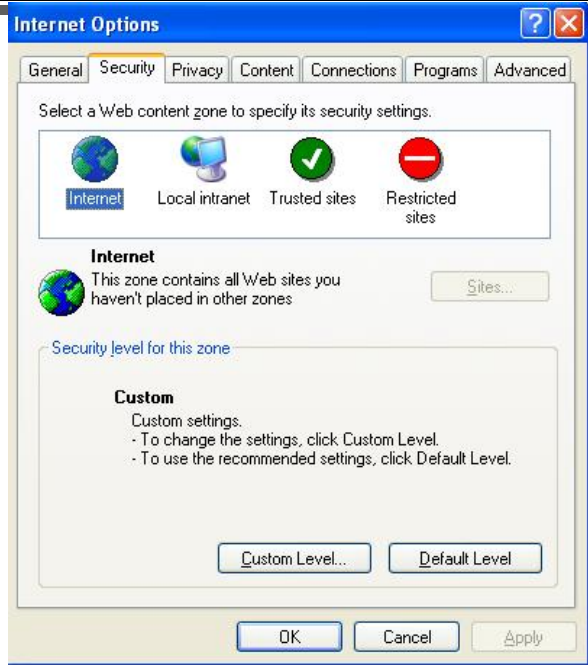 Internet Options
General Security Privacy Content Connections Programs Advanced
Select a Web content zone to specify its security settings.
Internet Local intranet Trusted sites Restricted
sites
Internet
This zone contains all Web sites you
haven't placed in other zones
Sites...
Security level for this zone
Custom
Custom settings.
- To change the settings, click Custom Level.
- To use the recommended settings, click Default Level.
Custom Level... Default Level
OK Cancel Apply